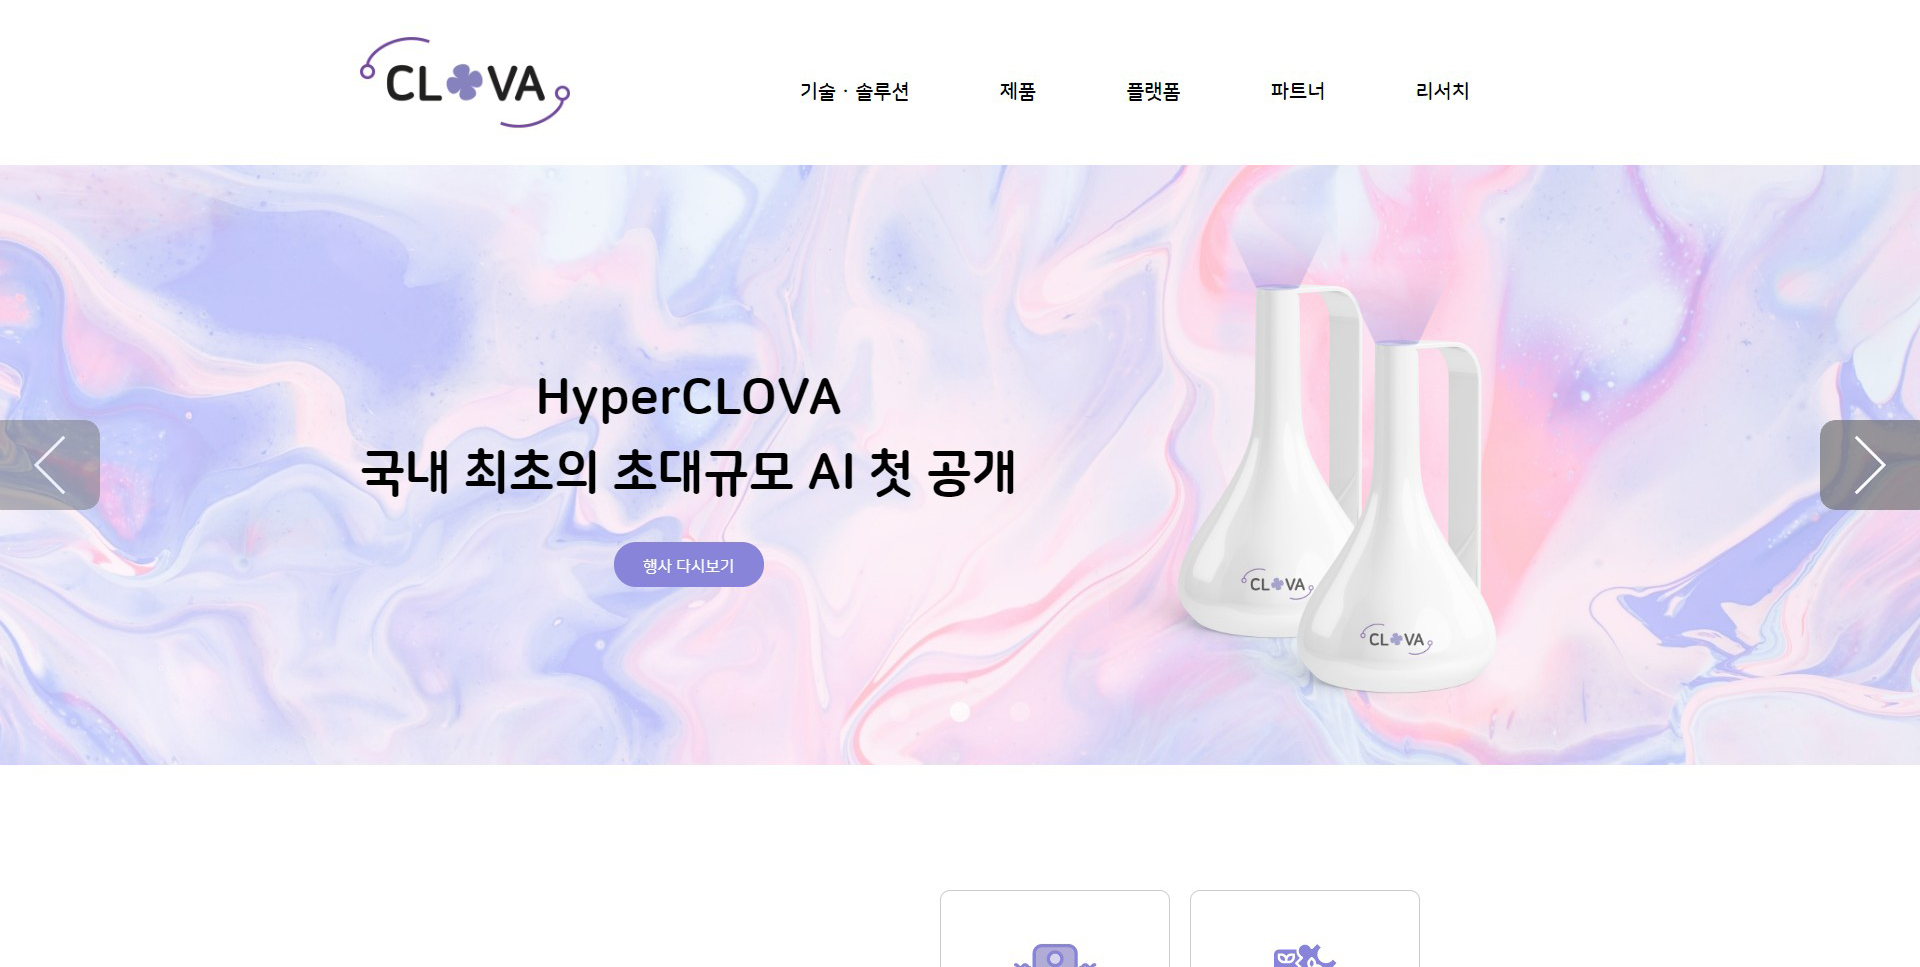 CLOVA
기술 · 솔루션
제품
플랫폼
파트너
리서치
HyperCLOVA
국내 최초의 초대규모 AI 첫 공개
행사 다시보기
CLOVA
CLOVA